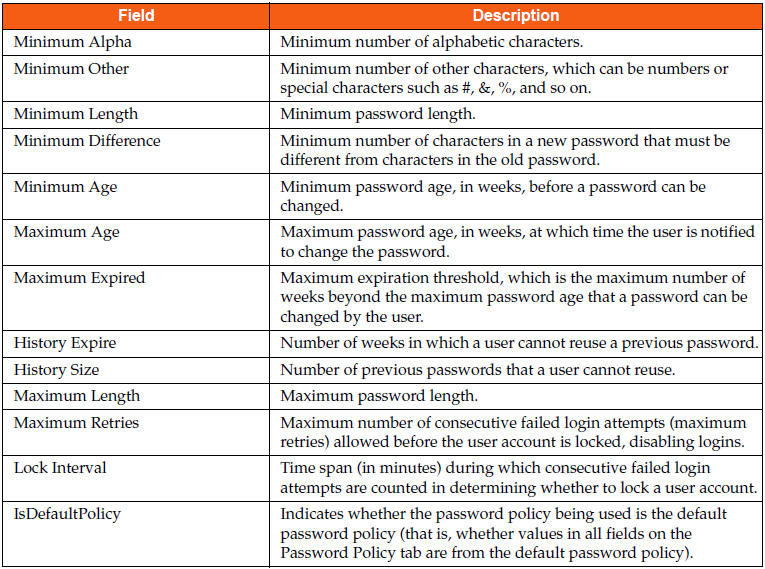 Field Description
Minimum Alpha Minimum number of alphabetic characters.
Minimum Other Minimum number of other characters, which can be numbers or
special characters such as #, &, %, and so on.
Minimum Length Minimum password length.
Minimum Difference Minimum number of characters in a new password that must be
different from characters in the old password.
Minimum Age Minimum password age, in weeks, before a password can be
changed.
Maximum Age Maximum password age, in weeks, at which time the user is notified
to change the password.
Maximum Expired Maximum expiration threshold, which is the maximum number of
weeks beyond the maximum password age that a password can be
changed by the user.
History Expire Number of weeks in which a user cannot reuse a previous password.
History Size Number of previous passwords that a user cannot reuse.
Maximum Length Maximum password length.
Maximum Retries Maximum number of consecutive failed login attempts (maximum
retries) allowed before the user account is locked, disabling logins.
Lock Interval Time span (in minutes) during which consecutive failed login
attempts are counted in determining whether to lock a user account.
IsDefaultPolicy Indicates whether the password policy being used is the default
password policy (that is, whether values in all fields on the
Password Policy tab are from the default password policy).